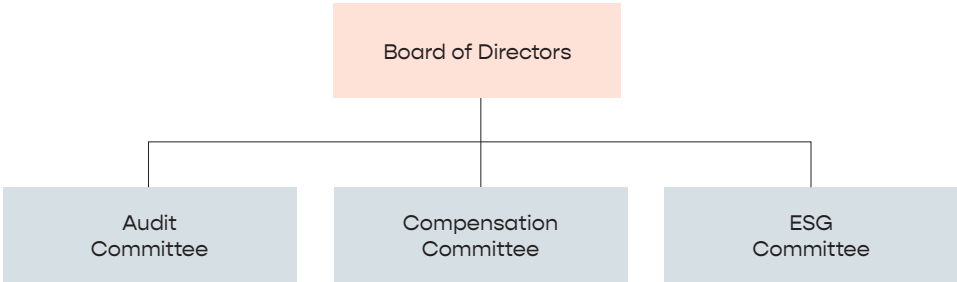 Board of Directors
Audit
Committee
Compensation
Committee
ESG
Committee